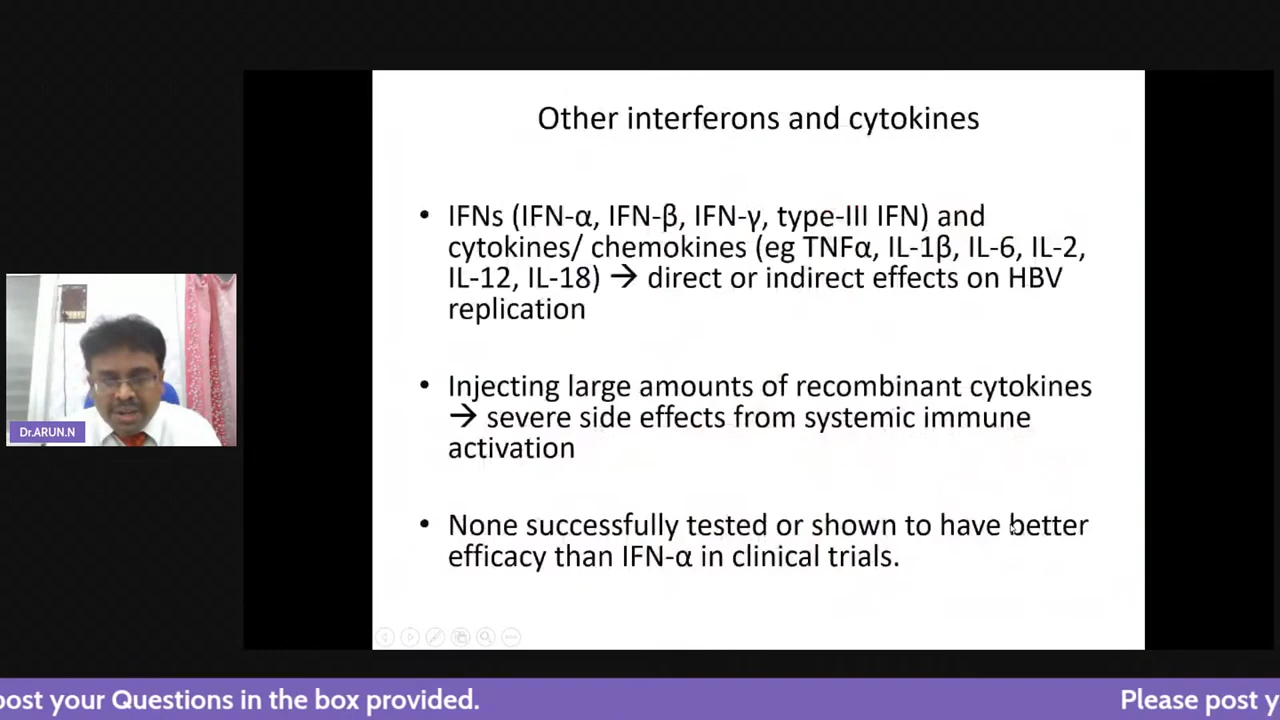 Other interferons and cytokines
• IFNs (IFN-α, IFN-β, IFN-γ, type-III IFN) and
cytokines/ chemokines (eg TNFα, IL-1β, IL-6, IL-2,
IL-12, IL-18) → direct or indirect effects on HBV
replication
• Injecting large amounts of recombinant cytokines
→ severe side effects from systemic immune
activation
• None successfully tested or shown to have better
efficacy than IFN-α in clinical trials.
Dr.ARUN.N
post your Questions in the box provided. Please post y